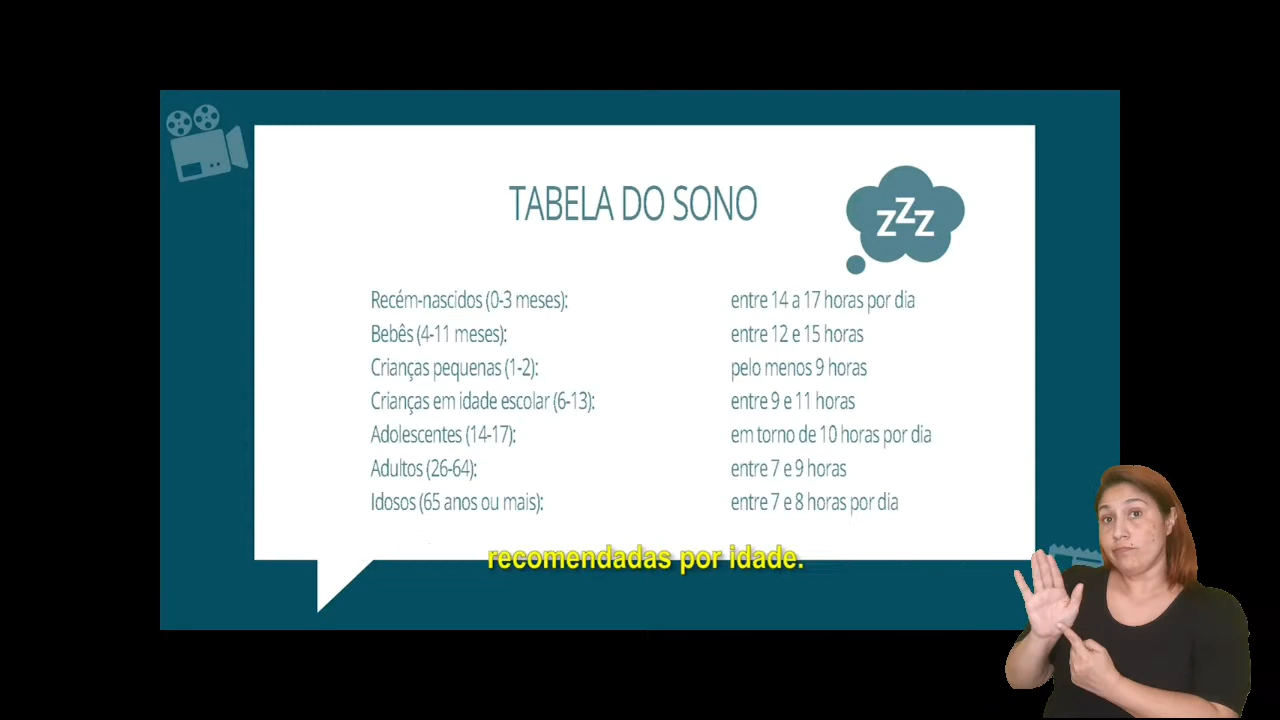 TABELA DO SONO
zZz
Recém-nascidos (0-3 meses): entre 14 a 17 horas por dia
Bebês (4-11 meses): entre 12 e 15 horas
Crianças pequenas (1-2): pelo menos 9 horas
Crianças em idade escolar (6-13): entre 9 e 11 horas
Adolescentes (14-17): em torno de 10 horas por dia
Adultos (26-64): entre 7 e 9 horas
Idosos (65 anos ou mais): entre 7 e 8 horas por dia
recomendadas por idade.